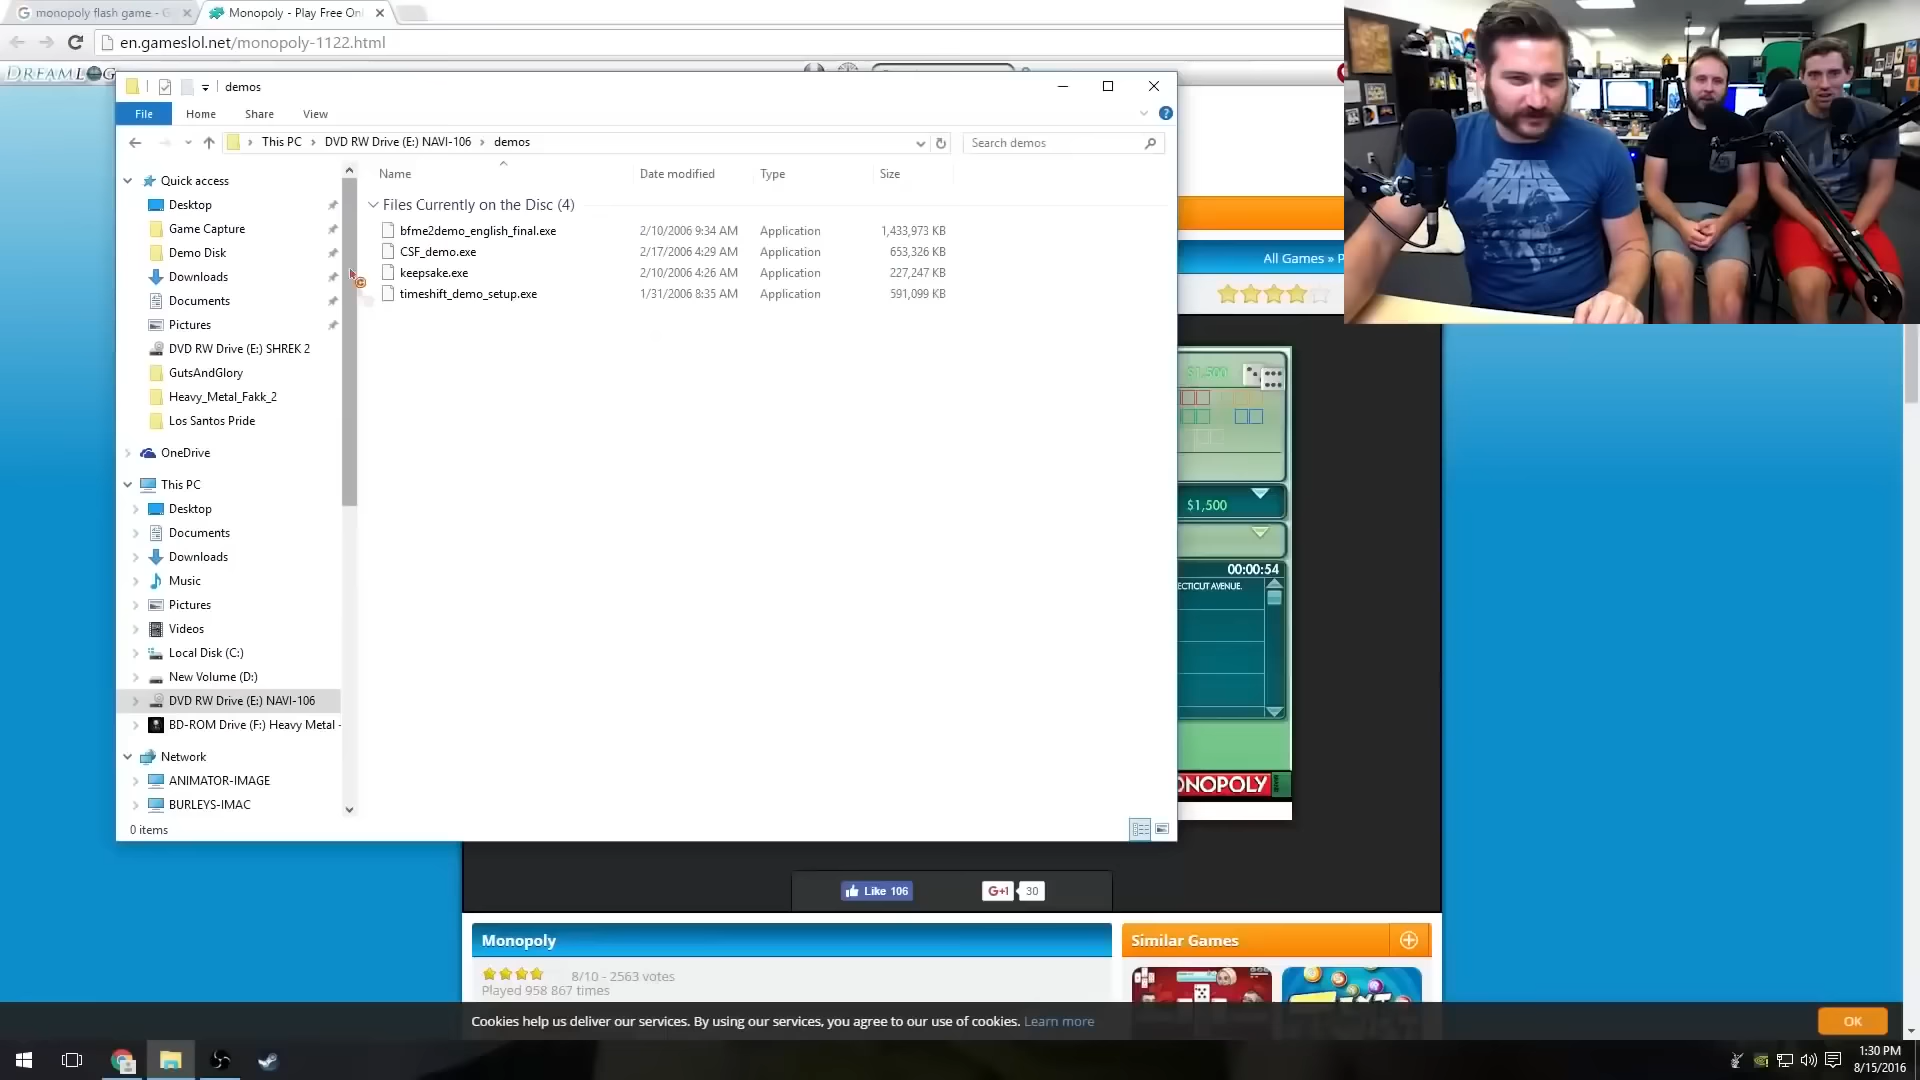 monopoly flash game - G
Monopoly - Play Free Onl
en.gameslol.net/monopoly-1122.html
DREAMLOG
demos
File
Home
Share
View
This PC
DVD RW Drive (E:) NAVI-106
demos
Search demos
Name
Date modified
Type
Size
Files Currently on the Disc (4)
bfme2demo_english_final.exe 2/10/2006 9:34 AM Application 1,433,973 KB
CSF_demo.exe 2/17/2006 4:29 AM Application 653,326 KB
keepsake.exe 2/10/2006 4:26 AM Application 227,247 KB
timeshift_demo_setup.exe 1/31/2006 8:35 AM Application 591,099 KB
Quick access
Desktop
Game Capture
Demo Disk
Downloads
Documents
Pictures
DVD RW Drive (E:) SHREK 2
GutsAndGlory
Heavy_Metal_Fakk_2
Los Santos Pride
OneDrive
This PC
Desktop
Documents
Downloads
Music
Pictures
Videos
Local Disk (C:)
New Volume (D:)
DVD RW Drive (E:) NAVI-106
BD-ROM Drive (F:) Heavy Metal -
Network
ANIMATOR-IMAGE
BURLEYS-IMAC
0 items
All Games » P
STAR WARS
$1,500
$1,500
00:00:54
ECTICUT AVENUE.
ONOPOLY
Like 106
G+1
30
Monopoly
8/10 - 2563 votes
Played 958 867 times
Similar Games
Cookies help us deliver our services. By using our services, you agree to our use of cookies. Learn more
OK
1:30 PM
8/15/2016